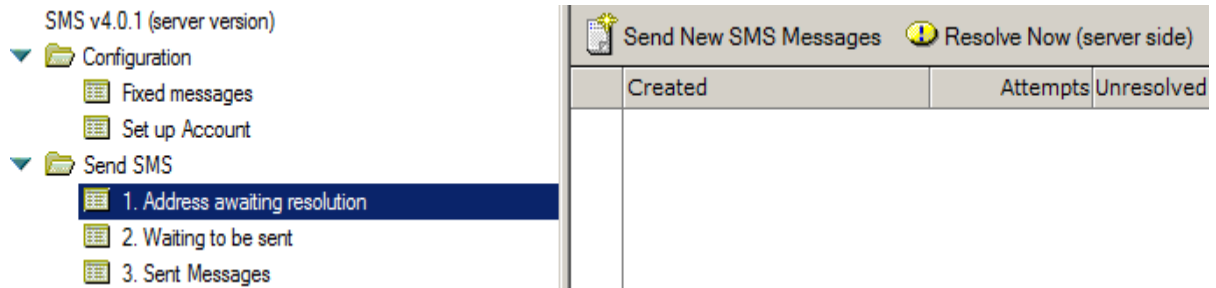 SMS v4.0.1 (server version)
Configuration
Fixed messages
Set up Account
Send SMS
1. Address awaiting resolution
2. Waiting to be sent
3. Sent Messages
Send New SMS Messages Resolve Now (server side)
Created Attempts Unresolved